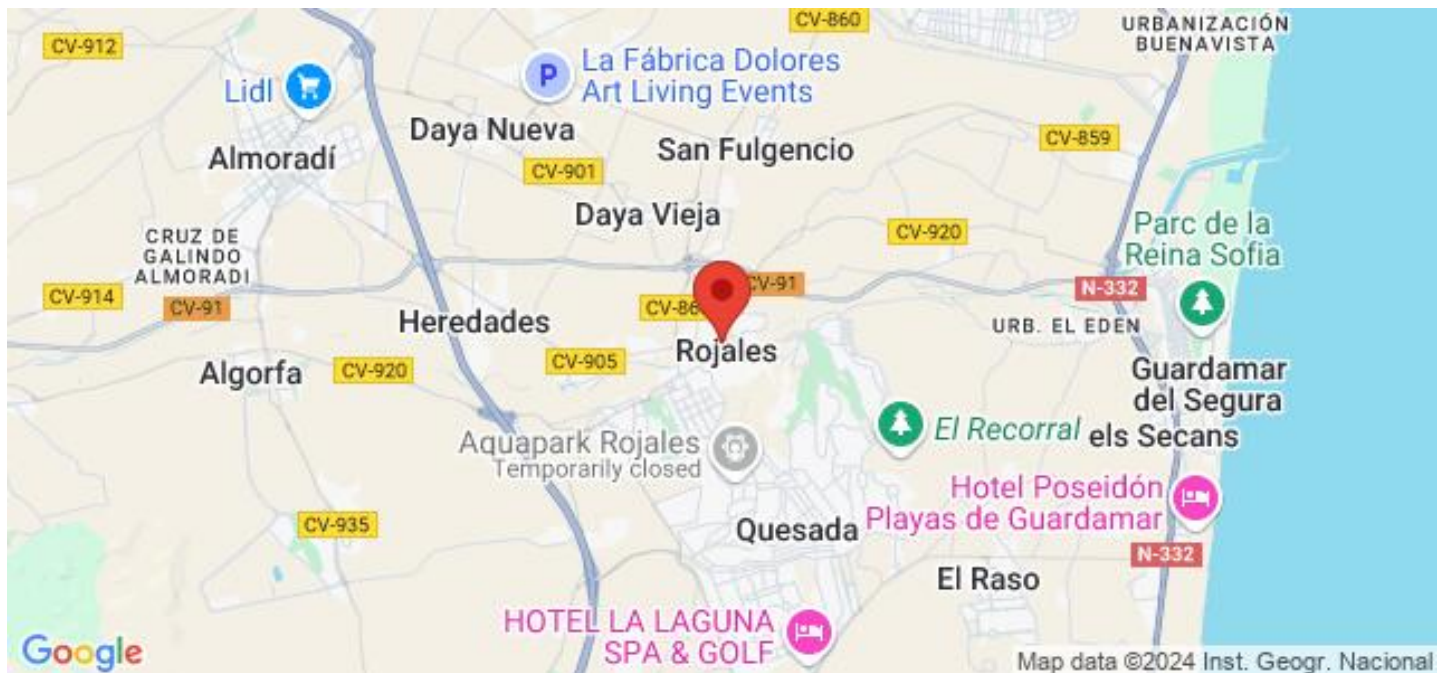 CV-860
URBANIZACIÓN
BUENAVISTA
CV-912
La Fábrica Dolores
Art Living Events
P
Lidl
Daya Nueva
CV-859
Almoradí
San Fulgencio
CV-901
Daya Vieja
CV-920
Parc de la
Reina Sofia
CRUZ DE
GALINDO
ALMORADI
CV-914
CV-91
CV-86
CV-91
N-332
Heredades
URB. EL EDEN
Rojales
CV-905
Algorfa
CV-920
Guardamar
del Segura
El Recorral
els Secans
Aquapark Rojales
Temporarily closed
Hotel Poseidón
Playas de Guardamar
CV-935
Quesada
N-332
El Raso
HOTEL LA LAGUNA
SPA & GOLF
Google
Map data ©2024 Inst. Geogr. Nacional